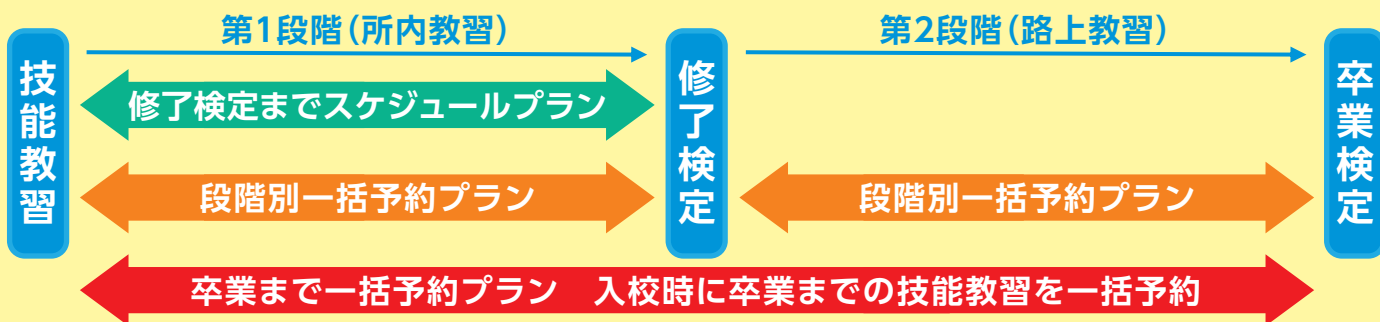 第1段階(所内教習)
第2段階(路上教習)
技能教習
修了検定
卒業検定
修了検定までスケジュールプラン
段階別一括予約プラン
段階別一括予約プラン
卒業まで一括予約プラン　入校時に卒業までの技能教習を一括予約